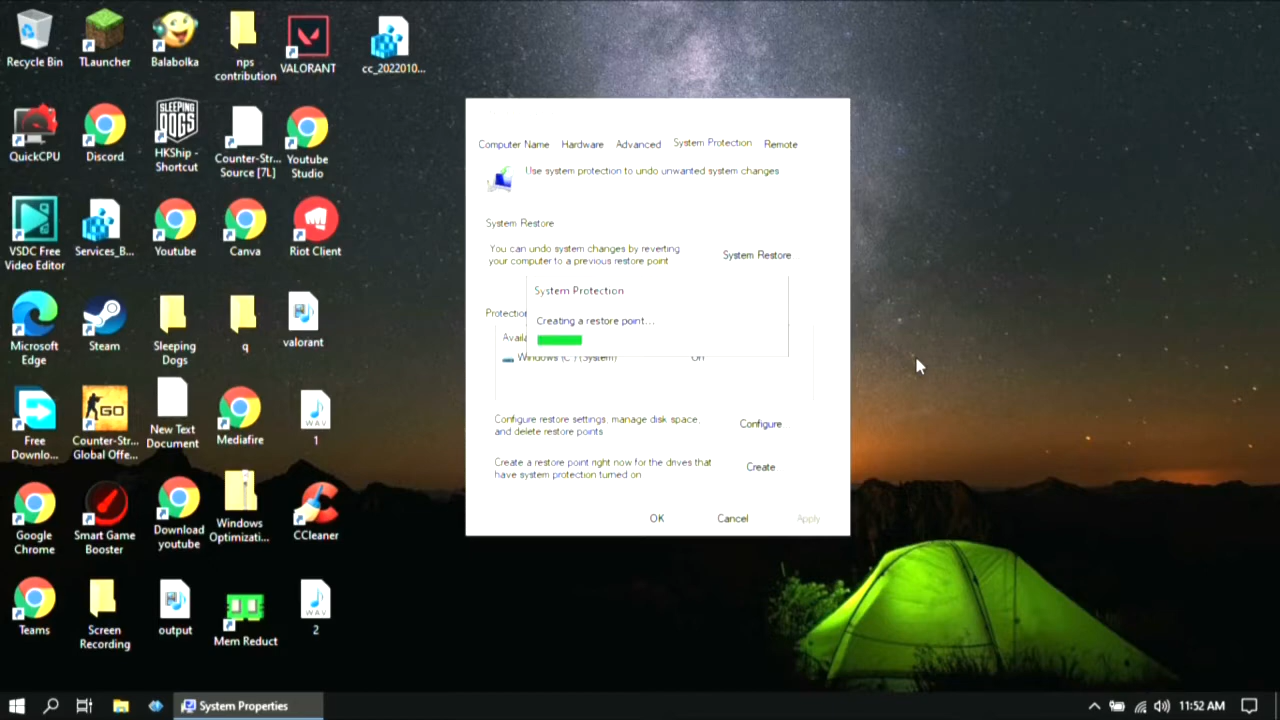 Recycle Bin
TLauncher
Balabolka
nps
contribution
VALORANT
cc_2022010...
QuickCPU
Discord
SLEEPING
DOGS
HKShip -
Shortcut
Counter-Str...
Source [7L]
Youtube
Studio
VSDC Free
Video Editor
Services_B...
Youtube
Canva
Riot Client
Microsoft
Edge
Steam
Sleeping
Dogs
q
valorant
Free
Downlo...
GO
Counter-Str...
Global Offe...
New Text
Document
Mediafire
WAV
1
Google
Chrome
Smart Game
Booster
Download
youtube
Windows
Optimizati...
CCleaner
Teams
Screen
Recording
output
Mem Reduct
WAV
2
Computer Name Hardware Advanced System Protection Remote
Use system protection to undo unwanted system changes
System Restore
You can undo system changes by reverting
your computer to a previous restore point
System Restore...
Protection
System Protection
Creating a restore point...
Availa
Windows (C:) (System) On
Configure restore settings, manage disk space,
and delete restore points
Configure...
Create a restore point right now for the drives that
have system protection turned on
Create
OK Cancel Apply
System Properties
11:52 AM